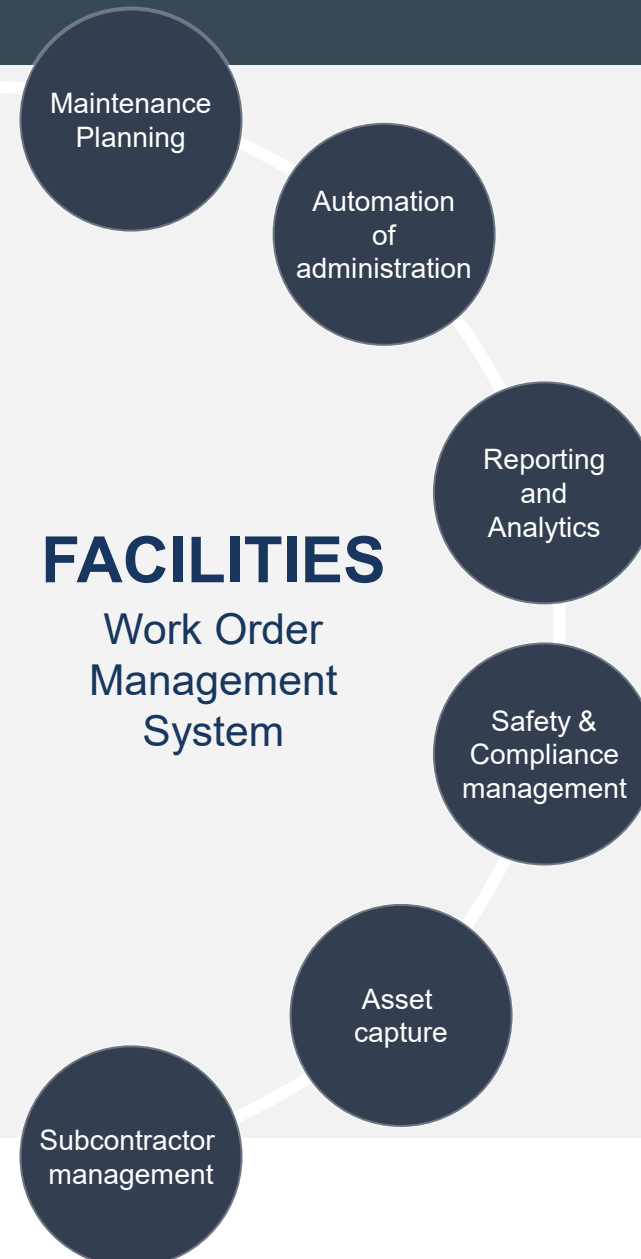 Maintenance
Planning
Automation
of
administration
Reporting
and
Analytics
FACILITIES
Work Order
Management
System
Safety &
Compliance
management
Asset
capture
Subcontractor
management